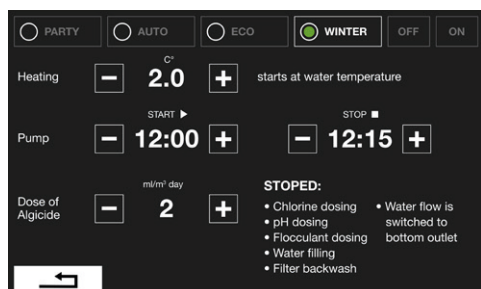 PARTY AUTO ECO WINTER OFF ON
C°
Heating − 2.0 + starts at water temperature
START ▶ STOP ■
Pump − 12:00 + − 12:15 +
ml/m³ day
Dose of
Algicide − 2 +
STOPED:
• Chlorine dosing
• pH dosing
• Flocculant dosing
• Water filling
• Filter backwash
• Water flow is
switched to
bottom outlet